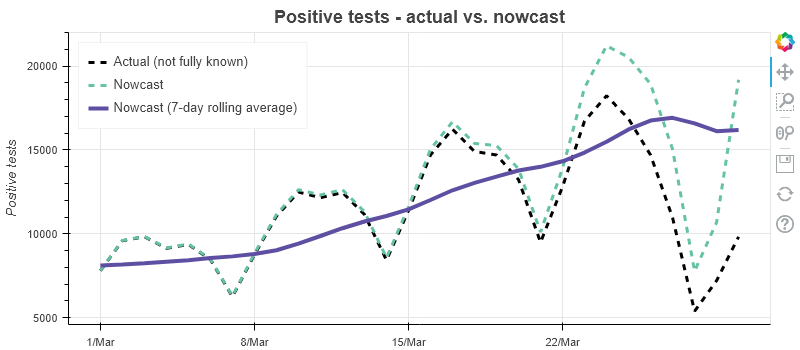 Positive tests - actual vs. nowcast
Actual (not fully known)
Nowcast
Nowcast (7-day rolling average)
Positive tests
20000
15000
10000
5000
1/Mar
8/Mar
15/Mar
22/Mar